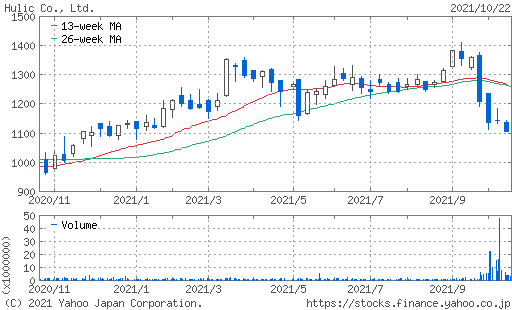 Hulic Co., Ltd. 2021/10/22
13-week MA
26-week MA
1500
1400
1300
1200
1100
1000
900
2020/11 2021/1 2021/3 2021/5 2021/7 2021/9
Volume
50
40
30
20
10
0
(x1000000)
2020/11 2021/1 2021/3 2021/5 2021/7 2021/9
(C) 2021 Yahoo Japan Corporation. https://stocks.finance.yahoo.co.jp/